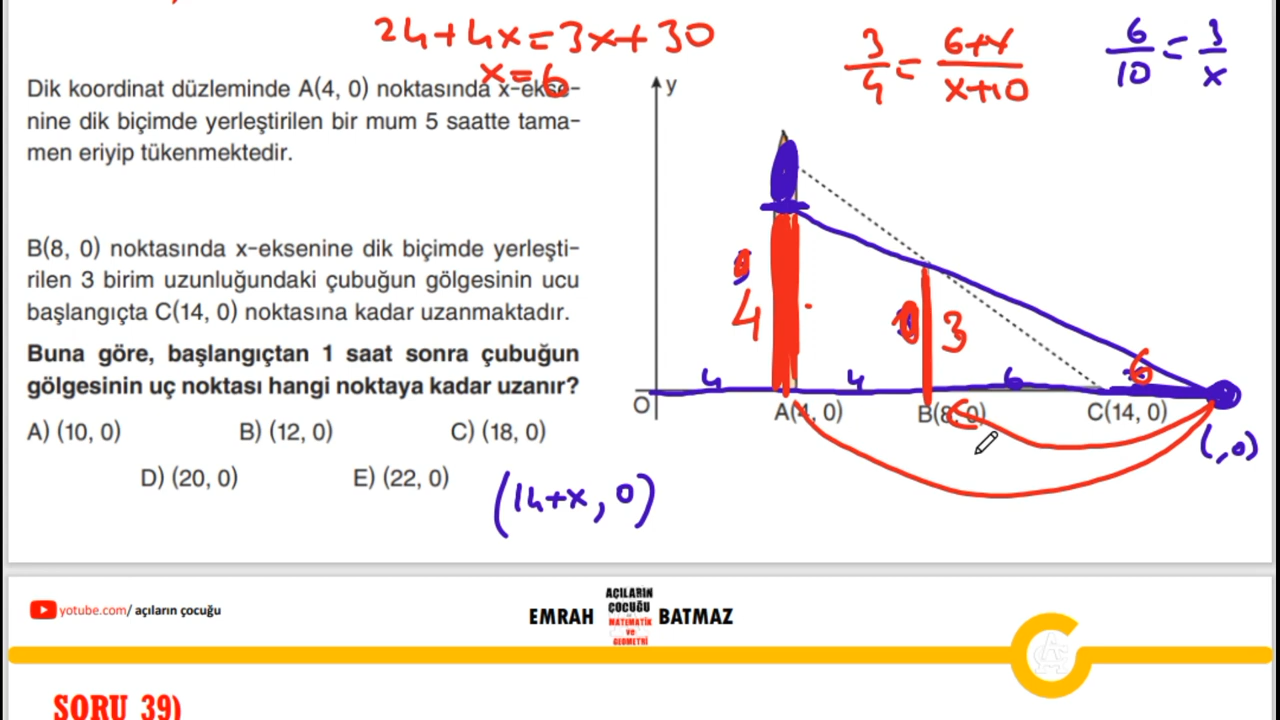 24+4x=3x+30
x=6
3/4 = 6+x/x+10
6/10 = 3/x
Dik koordinat düzleminde A(4, 0) noktasında x-ekse-
nine dik biçimde yerleştirilen bir mum 5 saatte tama-
men eriyip tükenmektedir.
B(8, 0) noktasında x-eksenine dik biçimde yerleşti-
rilen 3 birim uzunluğundaki çubuğun gölgesinin ucu
başlangıçta C(14, 0) noktasına kadar uzanmaktadır.
Buna göre, başlangıçtan 1 saat sonra çubuğun
gölgesinin uç noktası hangi noktaya kadar uzanır?
A) (10, 0) B) (12, 0) C) (18, 0)
D) (20, 0) E) (22, 0)
(14+x, 0)
y
4 3
4 4 6 6
O A(4, 0) B(8, 0) C(14, 0)
( , 0)
yotube.com/ açıların çocuğu
EMRAH
AÇILARIN
ÇOCUĞU
MATEMATİK
ve
GEOMETRİ
BATMAZ
SORU 39)